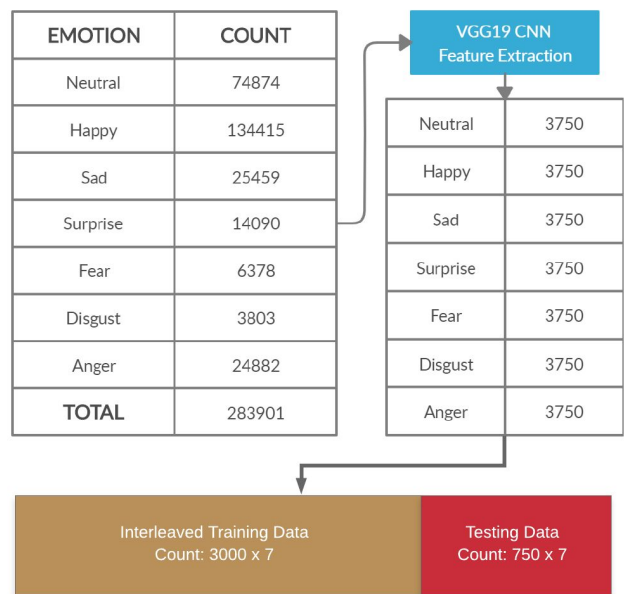 EMOTION COUNT
Neutral 74874
Happy 134415
Sad 25459
Surprise 14090
Fear 6378
Disgust 3803
Anger 24882
TOTAL 283901
VGG19 CNN
Feature Extraction
Neutral 3750
Happy 3750
Sad 3750
Surprise 3750
Fear 3750
Disgust 3750
Anger 3750
Interleaved Training Data
Count: 3000 x 7
Testing Data
Count: 750 x 7